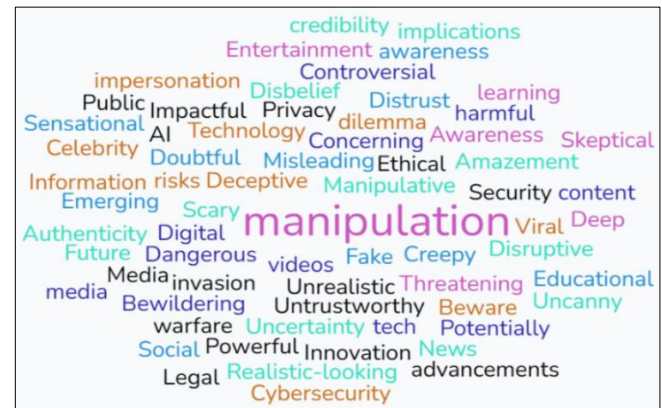 credibility implications
Entertainment awareness
Controversial
impersonation Disbelief Distrust learning
Public Impactful Privacy dilemma harmful
Sensational AI Technology Concerning Awareness Skeptical
Celebrity Doubtful Misleading Ethical Amazement
Information risks Deceptive Manipulative Security content
Emerging Scary manipulation Viral Deep
Authenticity Digital
Future Dangerous videos Fake Creepy Disruptive
Media invasion Unrealistic Threatening Educational
media Bewildering Untrustworthy Beware Uncanny
warfare Uncertainty tech Potentially
Social Powerful Innovation News
Legal Realistic-looking advancements
Cybersecurity